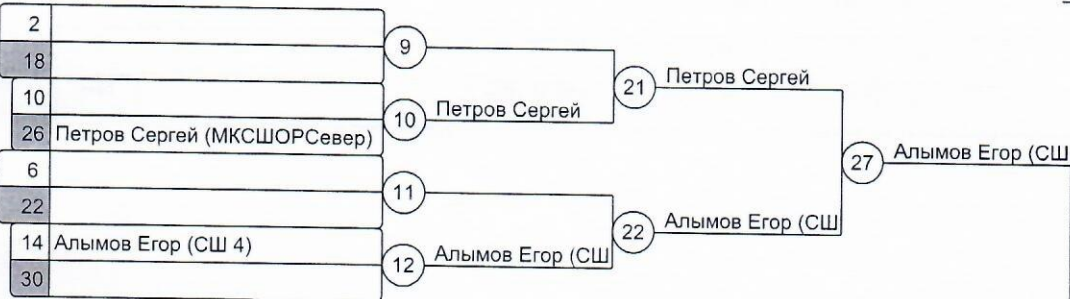 2
18
9
10
26 Петров Сергей (МКСШОРСевер)
10 Петров Сергей
21 Петров Сергей
6
22
11
14 Алымов Егор (СШ 4)
30
12 Алымов Егор (СШ
22 Алымов Егор (СШ
27 Алымов Егор (СШ